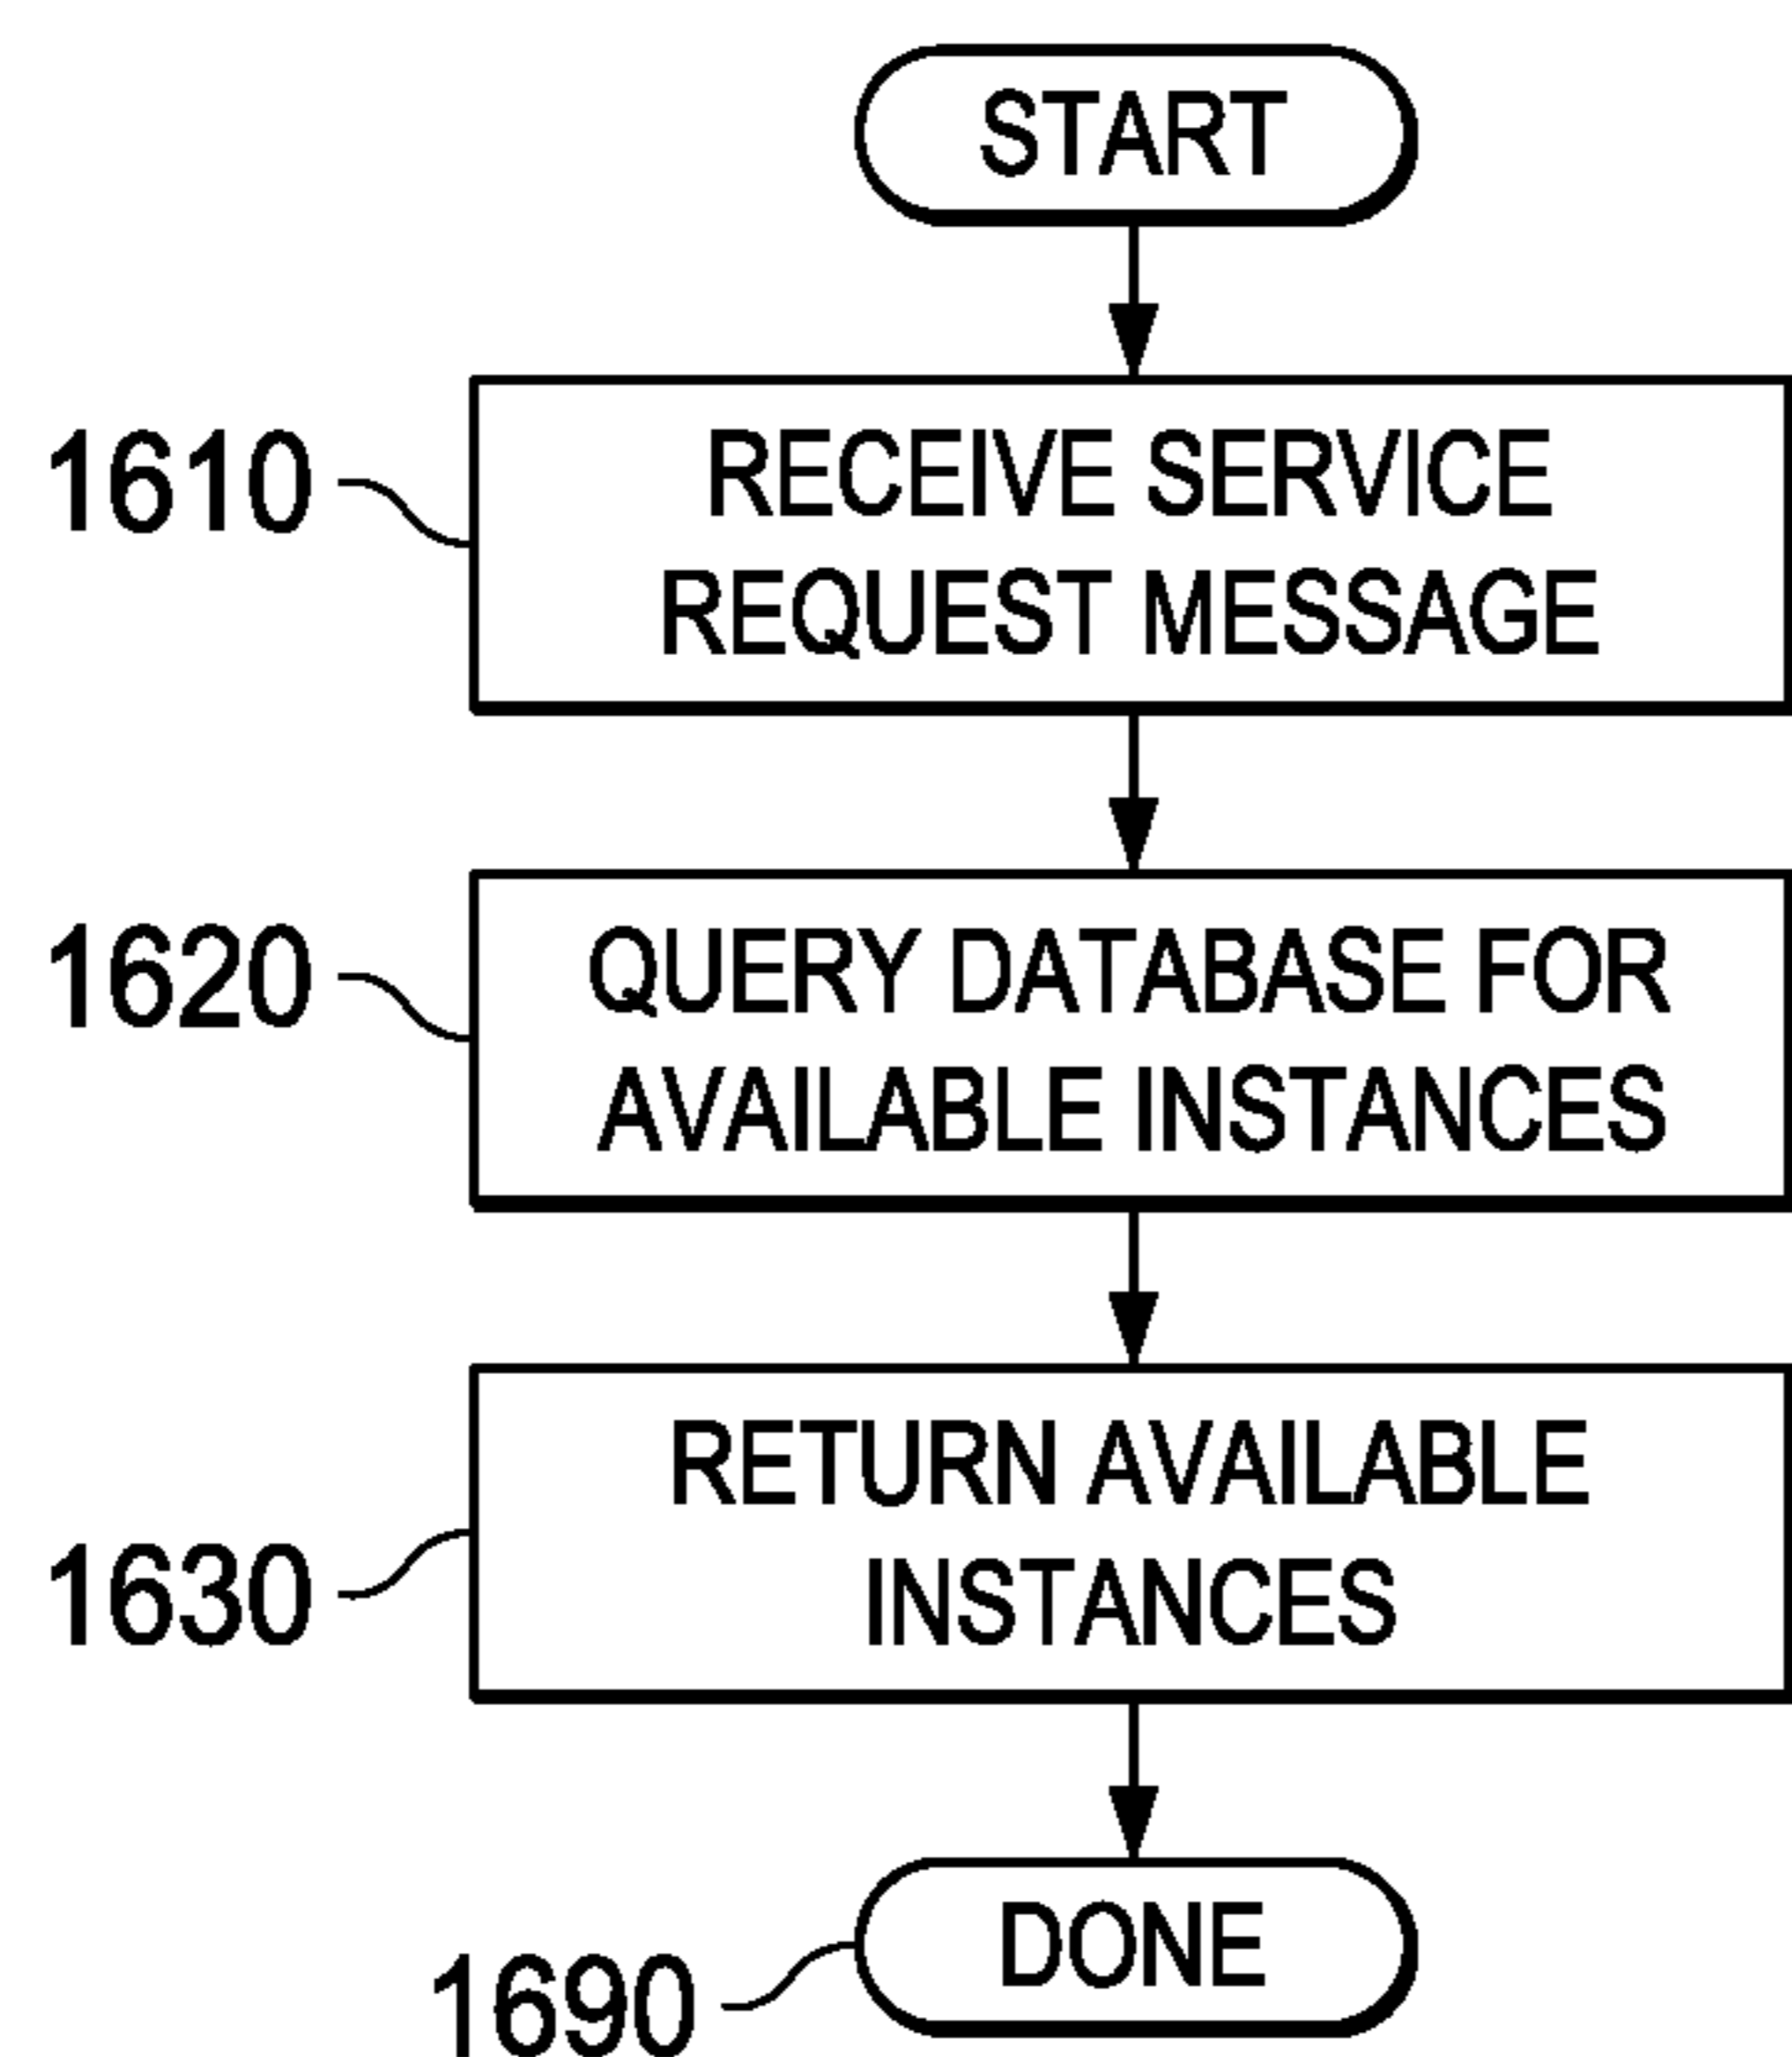 START
1610
RECEIVE SERVICE
REQUEST MESSAGE
1620
QUERY DATABASE FOR
AVAILABLE INSTANCES
RETURN AVAILABLE
1630
INSTANCES
DONE
1690